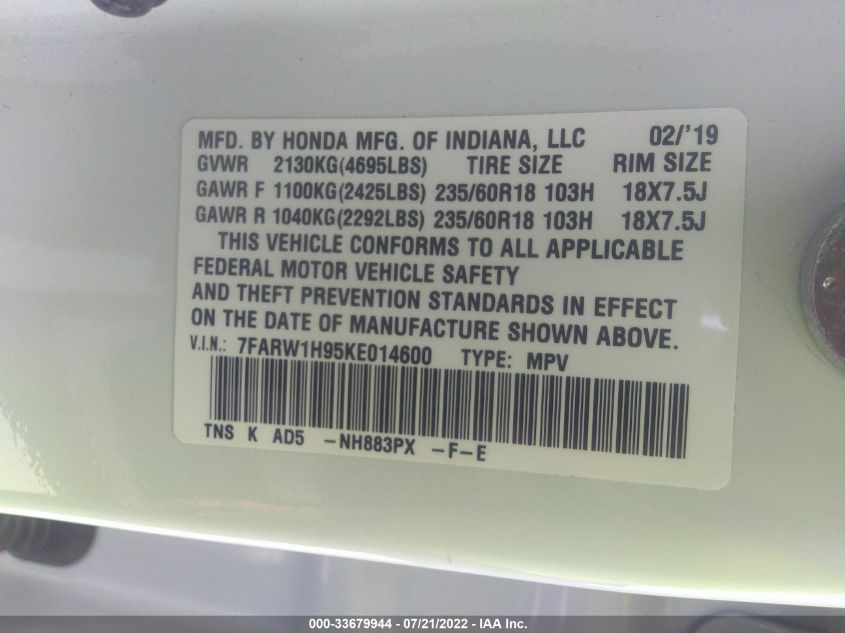 MFD. BY HONDA MFG. OF INDIANA, LLC 02/'19
GVWR 2130KG(4695LBS) TIRE SIZE RIM SIZE
GAWR F 1100KG(2425LBS) 235/60R18 103H 18X7.5J
GAWR R 1040KG(2292LBS) 235/60R18 103H 18X7.5J
THIS VEHICLE CONFORMS TO ALL APPLICABLE
FEDERAL MOTOR VEHICLE SAFETY
AND THEFT PREVENTION STANDARDS IN EFFECT
ON THE DATE OF MANUFACTURE SHOWN ABOVE.
V.I.N.: 7FARW1H95KE014600 TYPE: MPV
TNS K AD5 -NH883PX -F-E
000-33679944 / 07/21/2022 - IAA Inc.